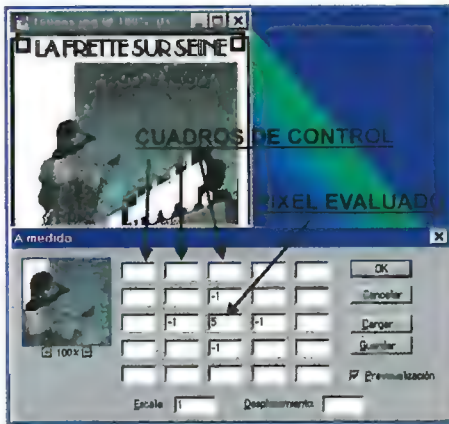 LA FRETTE SUR SEINE
CUADROS DE CONTROL
PIXEL EVALUADO
A medida
OK
-1
Cancelar
-1 5 -1
Cargar
100%
-1
Guardar
Previsualización
Escala: 1 Desplazamiento: